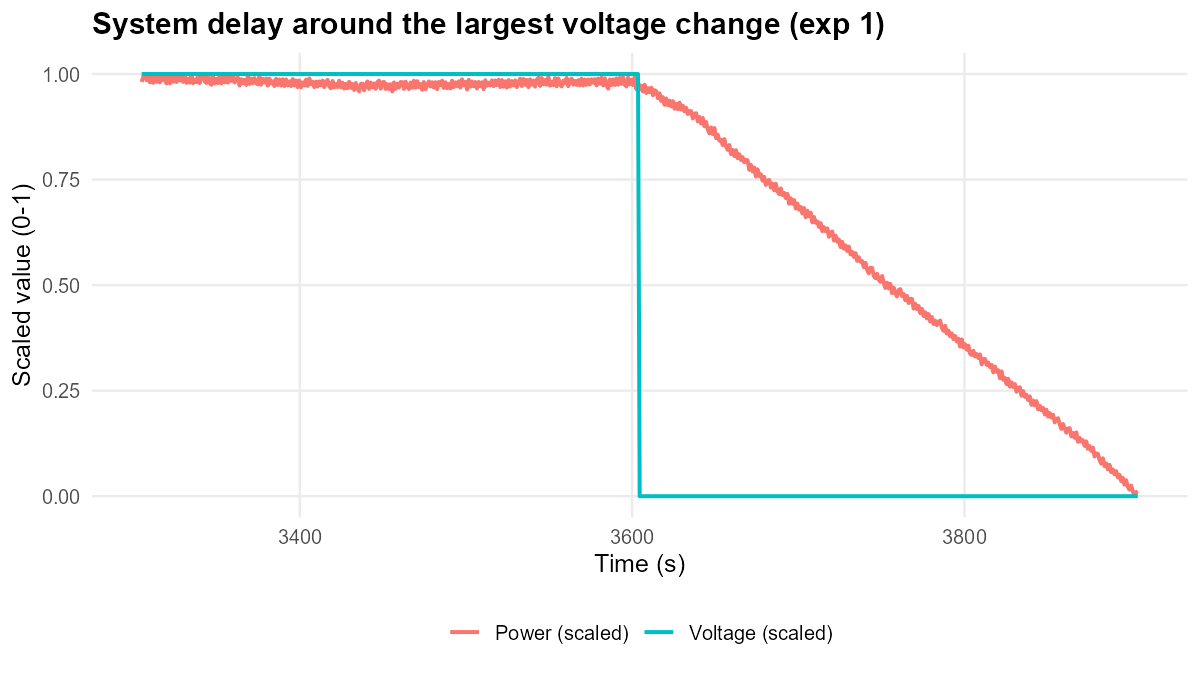 System delay around the largest voltage change (exp 1)
1.00
0.75
0.50
0.25
0.00
Scaled value (0-1)
3400 3600 3800
Time (s)
Power (scaled) Voltage (scaled)